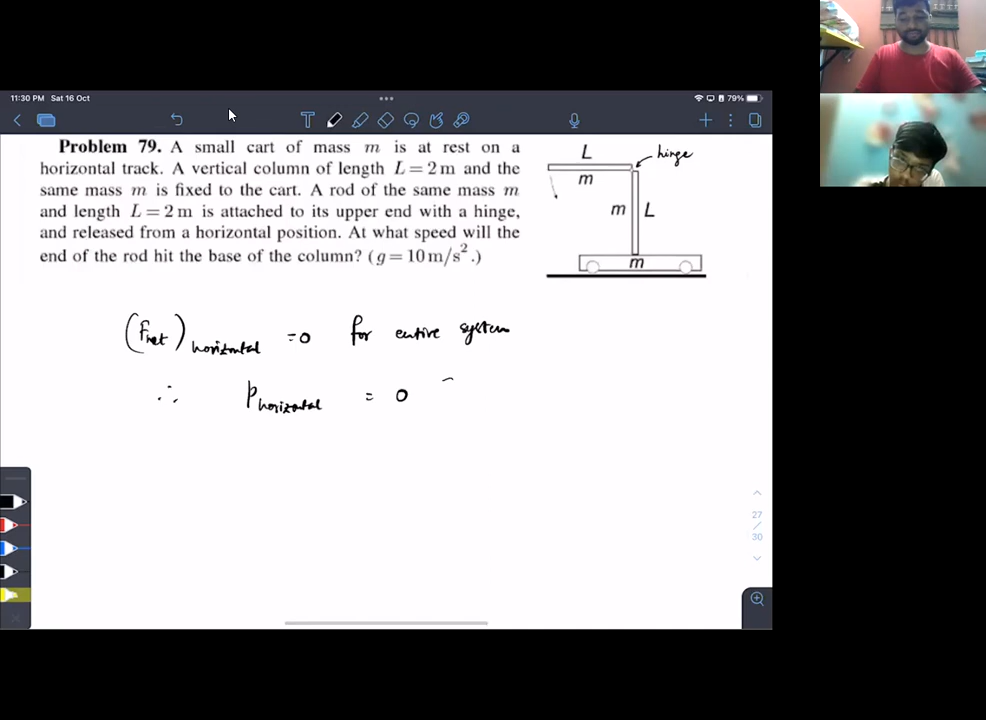 11:30 PM Sat 16 Oct
79%
Problem 79. A small cart of mass m is at rest on a
horizontal track. A vertical column of length L = 2 m and the
same mass m is fixed to the cart. A rod of the same mass m
and length L = 2 m is attached to its upper end with a hinge,
and released from a horizontal position. At what speed will the
end of the rod hit the base of the column? (g = 10 m/s².)
L
hinge
m
m L
m
(Fnet)horizontal = 0 for entire system
∴ Phorizontal = 0
27
/
30